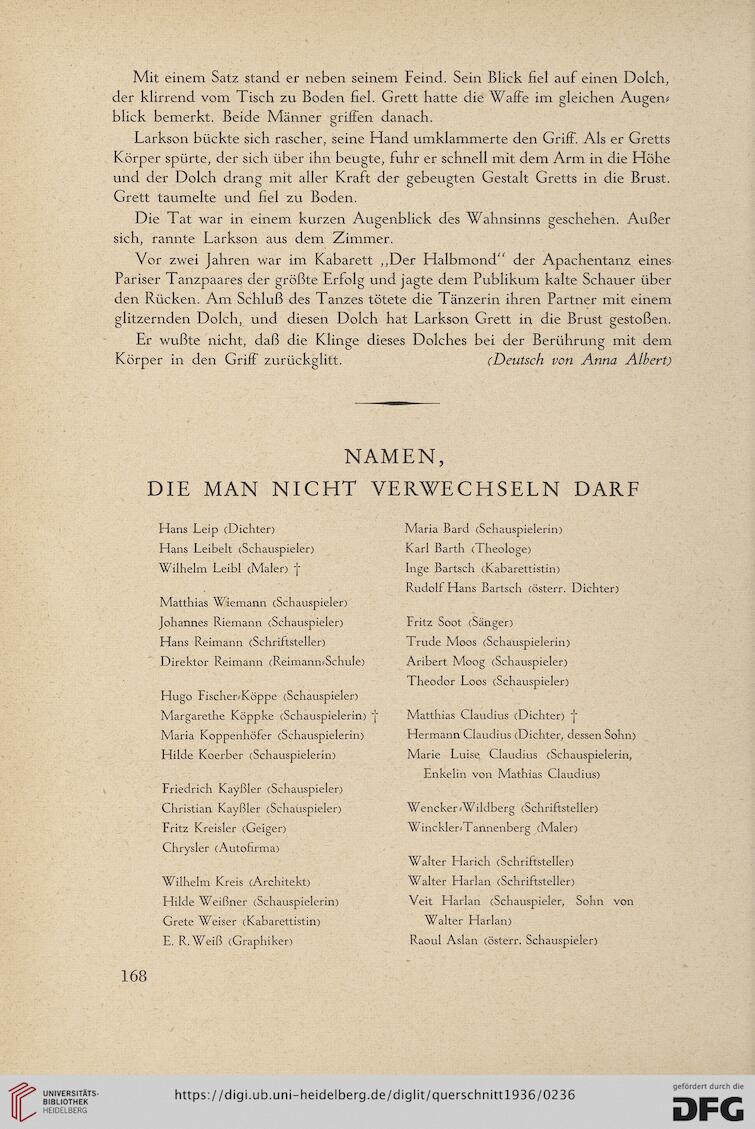 Mit einem Satz stand er neben seinem Feind. Sein Blick fiel auf einen Dolch,
der klirrend vom Tisch zu Boden fiel. Grett hatte die Waffe im gleichen Augen-
blick bemerkt. Beide Männer griffen danach.
Larkson bückte sich rascher, seine Hand umklammerte den Griff. Als er Gretts
Körper spürte, der sich über ihn beugte, fuhr er schnell mit dem Arm in die Höhe
und der Dolch drang mit aller Kraft der gebeugten Gestalt Gretts in die Brust.
Grett taumelte und fiel zu Boden.
Die Tat war in einem kurzen Augenblick des Wahnsinns geschehen. Außer
sich, rannte Larkson aus dem Zimmer.
Vor zwei Jahren war im Kabarett ,,Der Halbmond" der Apachentanz eines
Pariser Tanzpaares der größte Erfolg und jagte dem Publikum kalte Schauer über
den Rücken. Am Schluß des Tanzes tötete die Tänzerin ihren Partner mit einem
glitzernden Dolch, und diesen Dolch hat Larkson Grett in die Brust gestoßen.
Er wußte nicht, daß die Klinge dieses Dolches bei der Berührung mit dem
Körper in den Griff zurückglitt. (Deutsch von Anna Albert)
NAMEN,
DIE MAN NICHT VERWECHSELN DARF
Hans Leip (Dichter)
Hans Leibelt (Schauspieler)
Wilhelm Leibl (Maler) †
Matthias Wiemann (Schauspieler)
Johannes Riemann (Schauspieler)
Hans Reimann (Schriftsteller)
Direktor Reimann (Reimann-Schule)
Hugo Fischer-Köppe (Schauspieler)
Margarethe Köppke (Schauspielerin) †
Maria Koppenhöfer (Schauspielerin)
Hilde Koerber (Schauspielerin)
Friedrich Kayßler (Schauspieler)
Christian Kayßler (Schauspieler)
Fritz Kreisler (Geiger)
Chrysler (Autofirma)
Wilhelm Kreis (Architekt)
Hilde Weißner (Schauspielerin)
Grete Weiser (Kabarettistin)
E. R. Weiß (Graphiker)
Maria Bard (Schauspielerin)
Karl Barth (Theologe)
Inge Bartsch (Kabarettistin)
Rudolf Hans Bartsch (österr. Dichter)
Fritz Soot (Sänger)
Trude Moos (Schauspielerin)
Aribert Moog (Schauspieler)
Theodor Loos (Schauspieler)
Matthias Claudius (Dichter) †
Hermann Claudius (Dichter, dessen Sohn)
Marie Luise Claudius (Schauspielerin,
Enkelin von Mathias Claudius)
Wencker-Wildberg (Schriftsteller)
Winckler-Tannenberg (Maler)
Walter Harich (Schriftsteller)
Walter Harlan (Schriftsteller)
Veit Harlan (Schauspieler, Sohn von
Walter Harlan)
Raoul Aslan (österr. Schauspieler)
168
UNIVERSITÄTS-
BIBLIOTHEK
HEIDELBERG
https://digi.ub.uni-heidelberg.de/diglit/querschnitt1936/0236
gefördert durch die
DFG